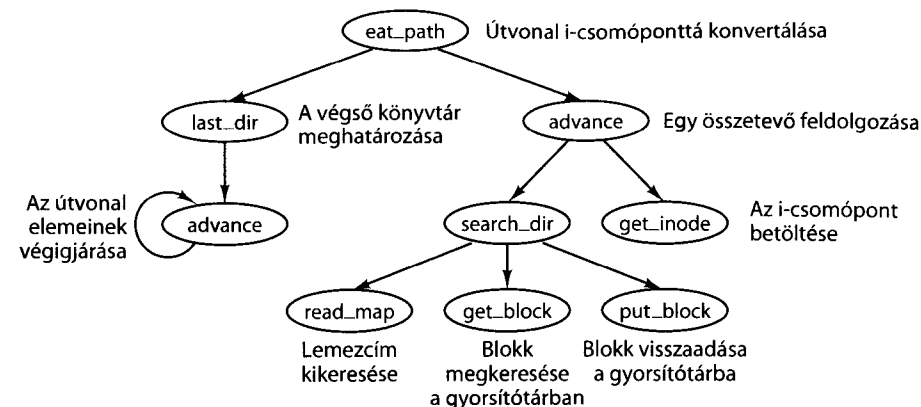 eat_path
Útvonal i-csomóponttá konvertálása
last_dir
A végső könyvtár
meghatározása
advance
Egy összetevő feldolgozása
Az útvonal
elemeinek
végigjárása
advance
search_dir
get_inode
Az i-csomópont
betöltése
read_map
get_block
put_block
Lemezcím
kikeresése
Blokk
megkeresése
a gyorsítótárban
Blokk visszaadása
a gyorsítótárba